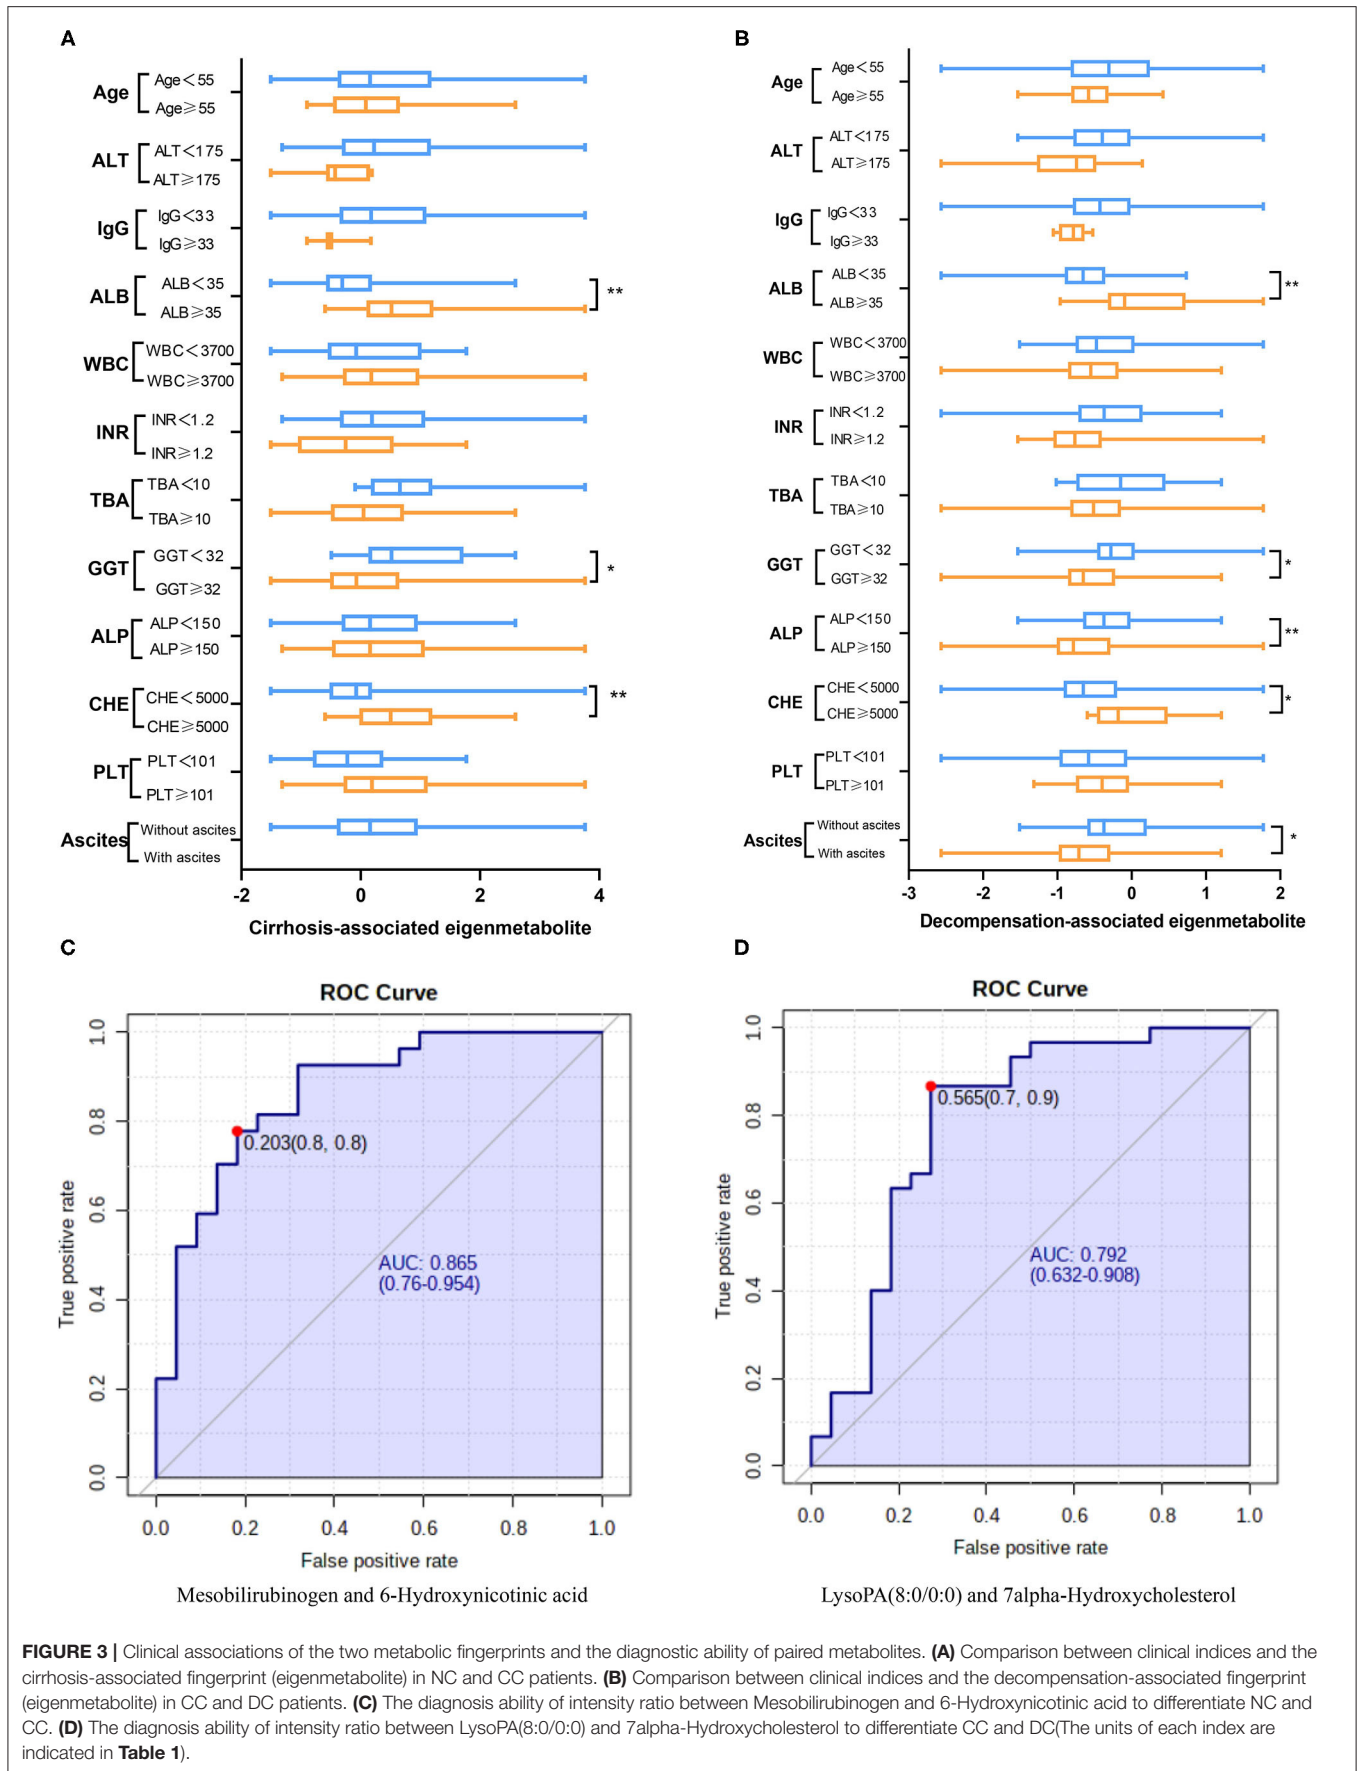 A
Age
Age<55
Age≥55
ALT
ALT<175
ALT≥175
IgG
IgG<33
IgG≥33
ALB
ALB<35
ALB≥35
**
WBC
WBC<3700
WBC≥3700
INR
INR<1.2
INR≥1.2
TBA
TBA<10
TBA≥10
GGT
GGT<32
GGT≥32
*
ALP
ALP<150
ALP≥150
CHE
CHE<5000
CHE≥5000
**
PLT
PLT<101
PLT≥101
Ascites
Without ascites
With ascites
-2 0 2 4
Cirrhosis-associated eigenmetabolite
B
Age
Age<55
Age≥55
ALT
ALT<175
ALT≥175
IgG
IgG<33
IgG≥33
ALB
ALB<35
ALB≥35
**
WBC
WBC<3700
WBC≥3700
INR
INR<1.2
INR≥1.2
TBA
TBA<10
TBA≥10
GGT
GGT<32
GGT≥32
*
ALP
ALP<150
ALP≥150
**
CHE
CHE<5000
CHE≥5000
*
PLT
PLT<101
PLT≥101
Ascites
Without ascites
With ascites
*
-3 -2 -1 0 1 2
Decompensation-associated eigenmetabolite
C
ROC Curve
True positive rate
1.0
0.8
0.6
0.4
0.2
0.0
0.203(0.8, 0.8)
AUC: 0.865
(0.76-0.954)
0.0 0.2 0.4 0.6 0.8 1.0
False positive rate
Mesobilirubinogen and 6-Hydroxynicotinic acid
D
ROC Curve
True positive rate
1.0
0.8
0.6
0.4
0.2
0.0
0.565(0.7, 0.9)
AUC: 0.792
(0.632-0.908)
0.0 0.2 0.4 0.6 0.8 1.0
False positive rate
LysoPA(8:0/0:0) and 7alpha-Hydroxycholesterol
FIGURE 3 | Clinical associations of the two metabolic fingerprints and the diagnostic ability of paired metabolites. (A) Comparison between clinical indices and the
cirrhosis-associated fingerprint (eigenmetabolite) in NC and CC patients. (B) Comparison between clinical indices and the decompensation-associated fingerprint
(eigenmetabolite) in CC and DC patients. (C) The diagnosis ability of intensity ratio between Mesobilirubinogen and 6-Hydroxynicotinic acid to differentiate NC and
CC. (D) The diagnosis ability of intensity ratio between LysoPA(8:0/0:0) and 7alpha-Hydroxycholesterol to differentiate CC and DC(The units of each index are
indicated in Table 1).